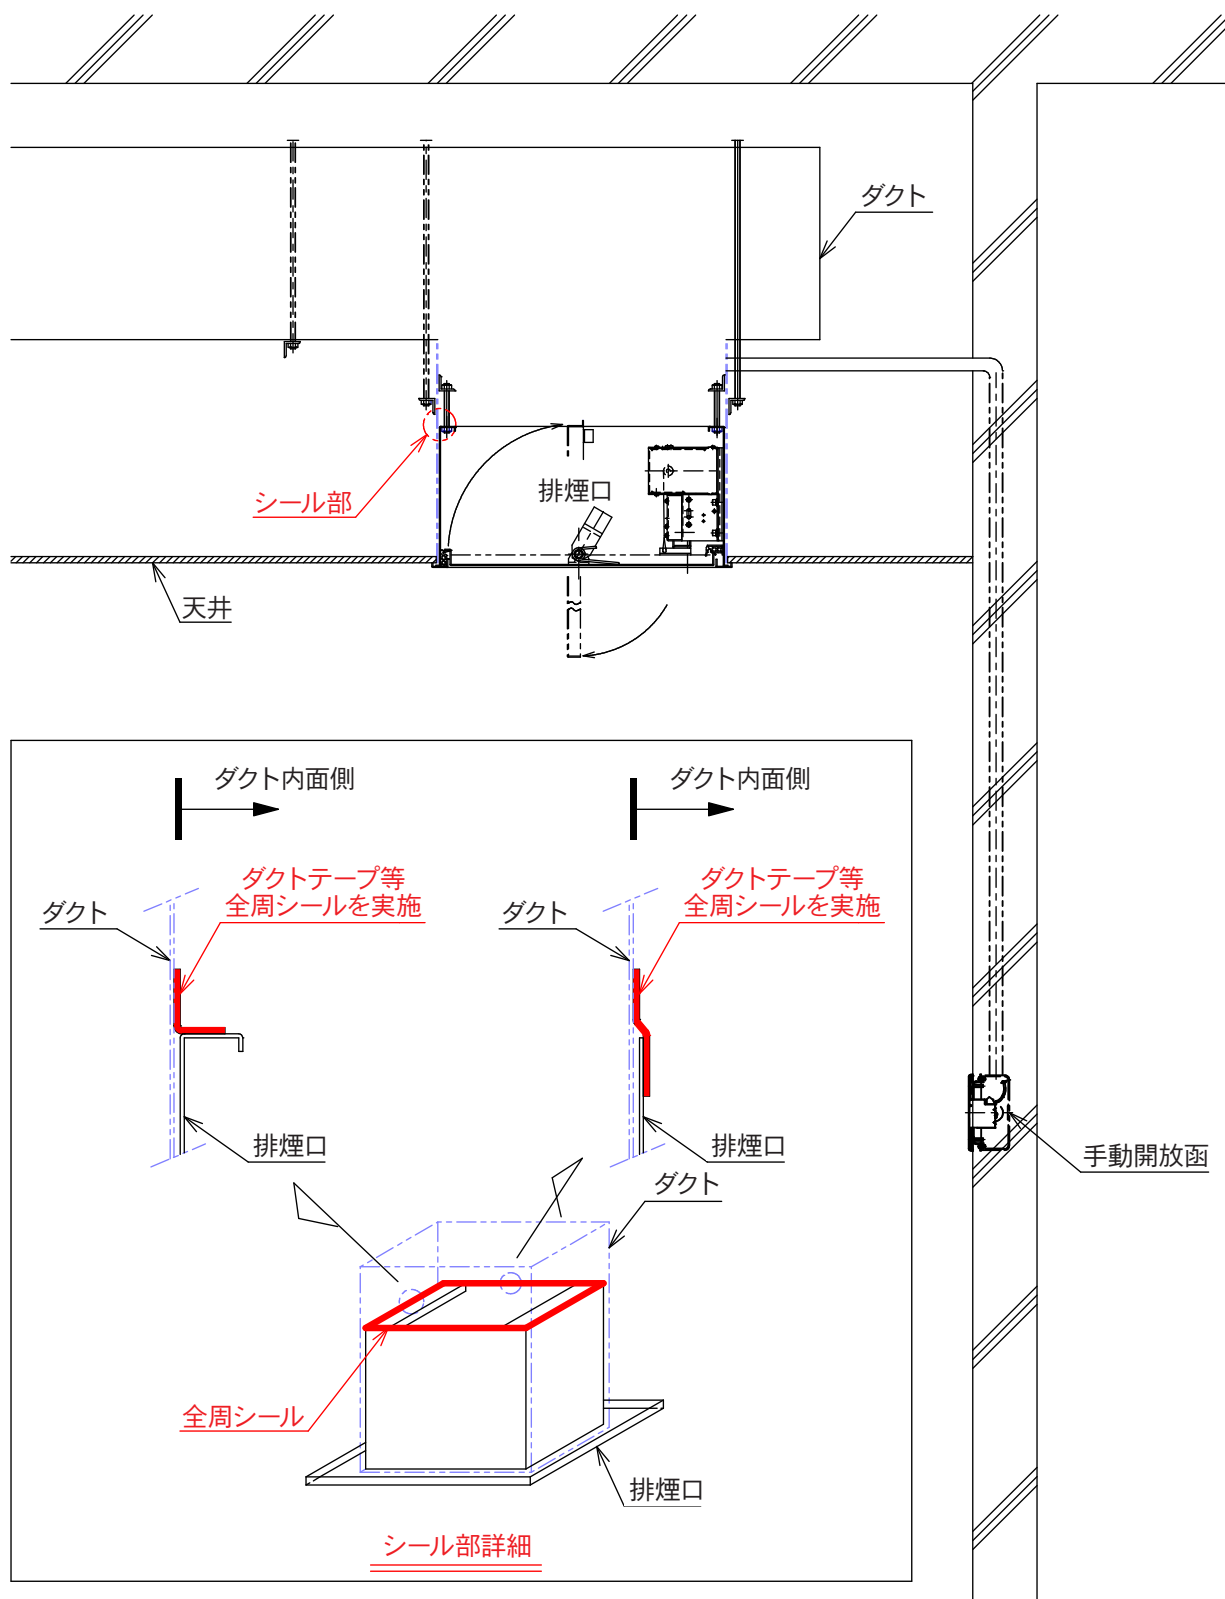 ダクト
シール部
排煙口
天井
ダクト内面側
ダクト内面側
ダクトテープ等
全周シールを実施
ダクト
ダクトテープ等
全周シールを実施
ダクト
排煙口
排煙口
手動開放函
ダクト
全周シール
排煙口
シール部詳細